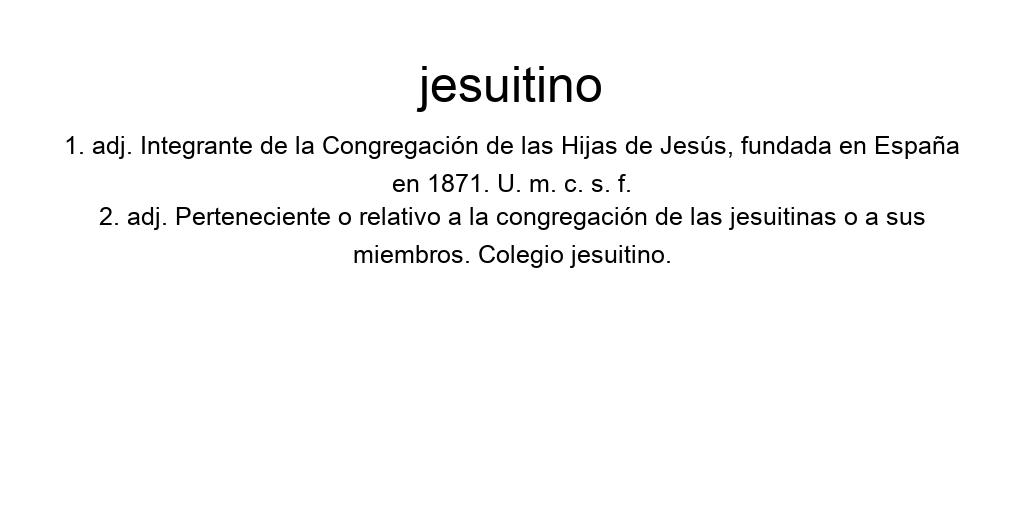 jesuitino
1. adj. Integrante de la Congregación de las Hijas de Jesús, fundada en España
en 1871. U. m. c. s. f.
2. adj. Perteneciente o relativo a la congregación de las jesuitinas o a sus
miembros. Colegio jesuitino.